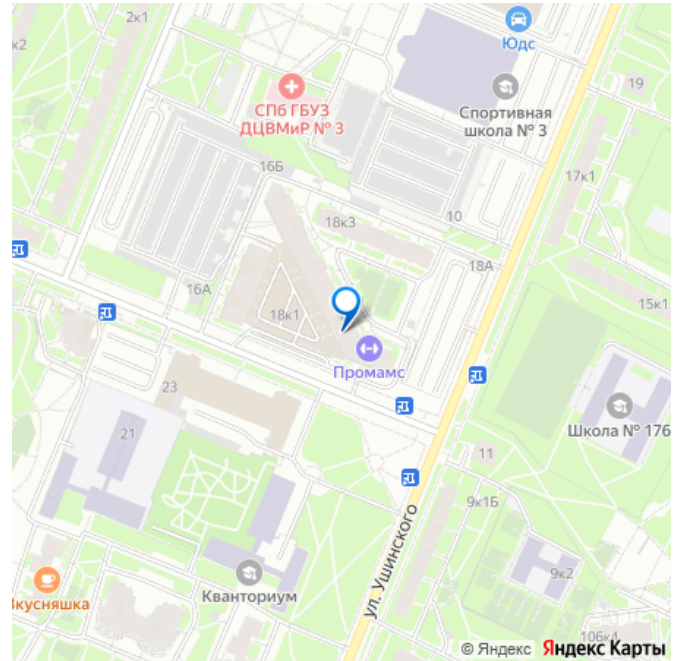 2к1
к2
Юдс
СПб ГБУЗ
ДЦВМиР № 3
Спортивная
школа № 3
19
16Б
17к1
18к3
10
18А
16А
15к1
18к1
Промамс
23
21
Школа № 176
11
9к1Б
ул. Ушинского
9к2
Кванториум
Вкусняшка
106к1
© Яндекс Яндекс Карты